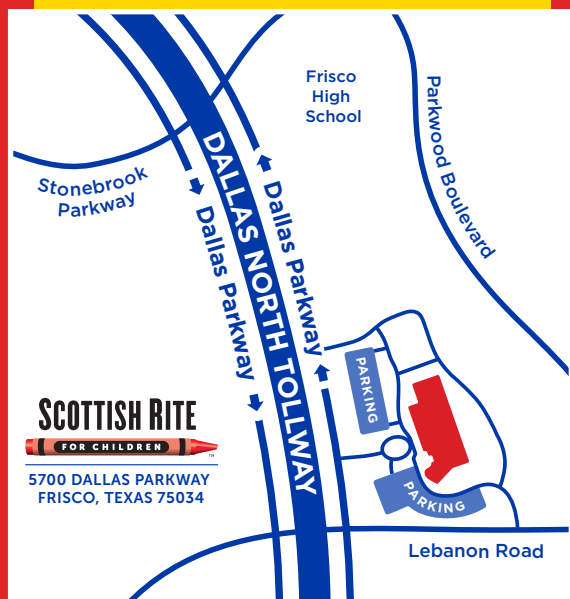 Frisco
High
School
Parkwood Boulevard
Stonebrook
Parkway
DALLAS NORTH TOLLWAY
Dallas Parkway
Dallas Parkway
PARKING
PARKING
SCOTTISH RITE
FOR CHILDREN
™
5700 DALLAS PARKWAY
FRISCO, TEXAS 75034
Lebanon Road